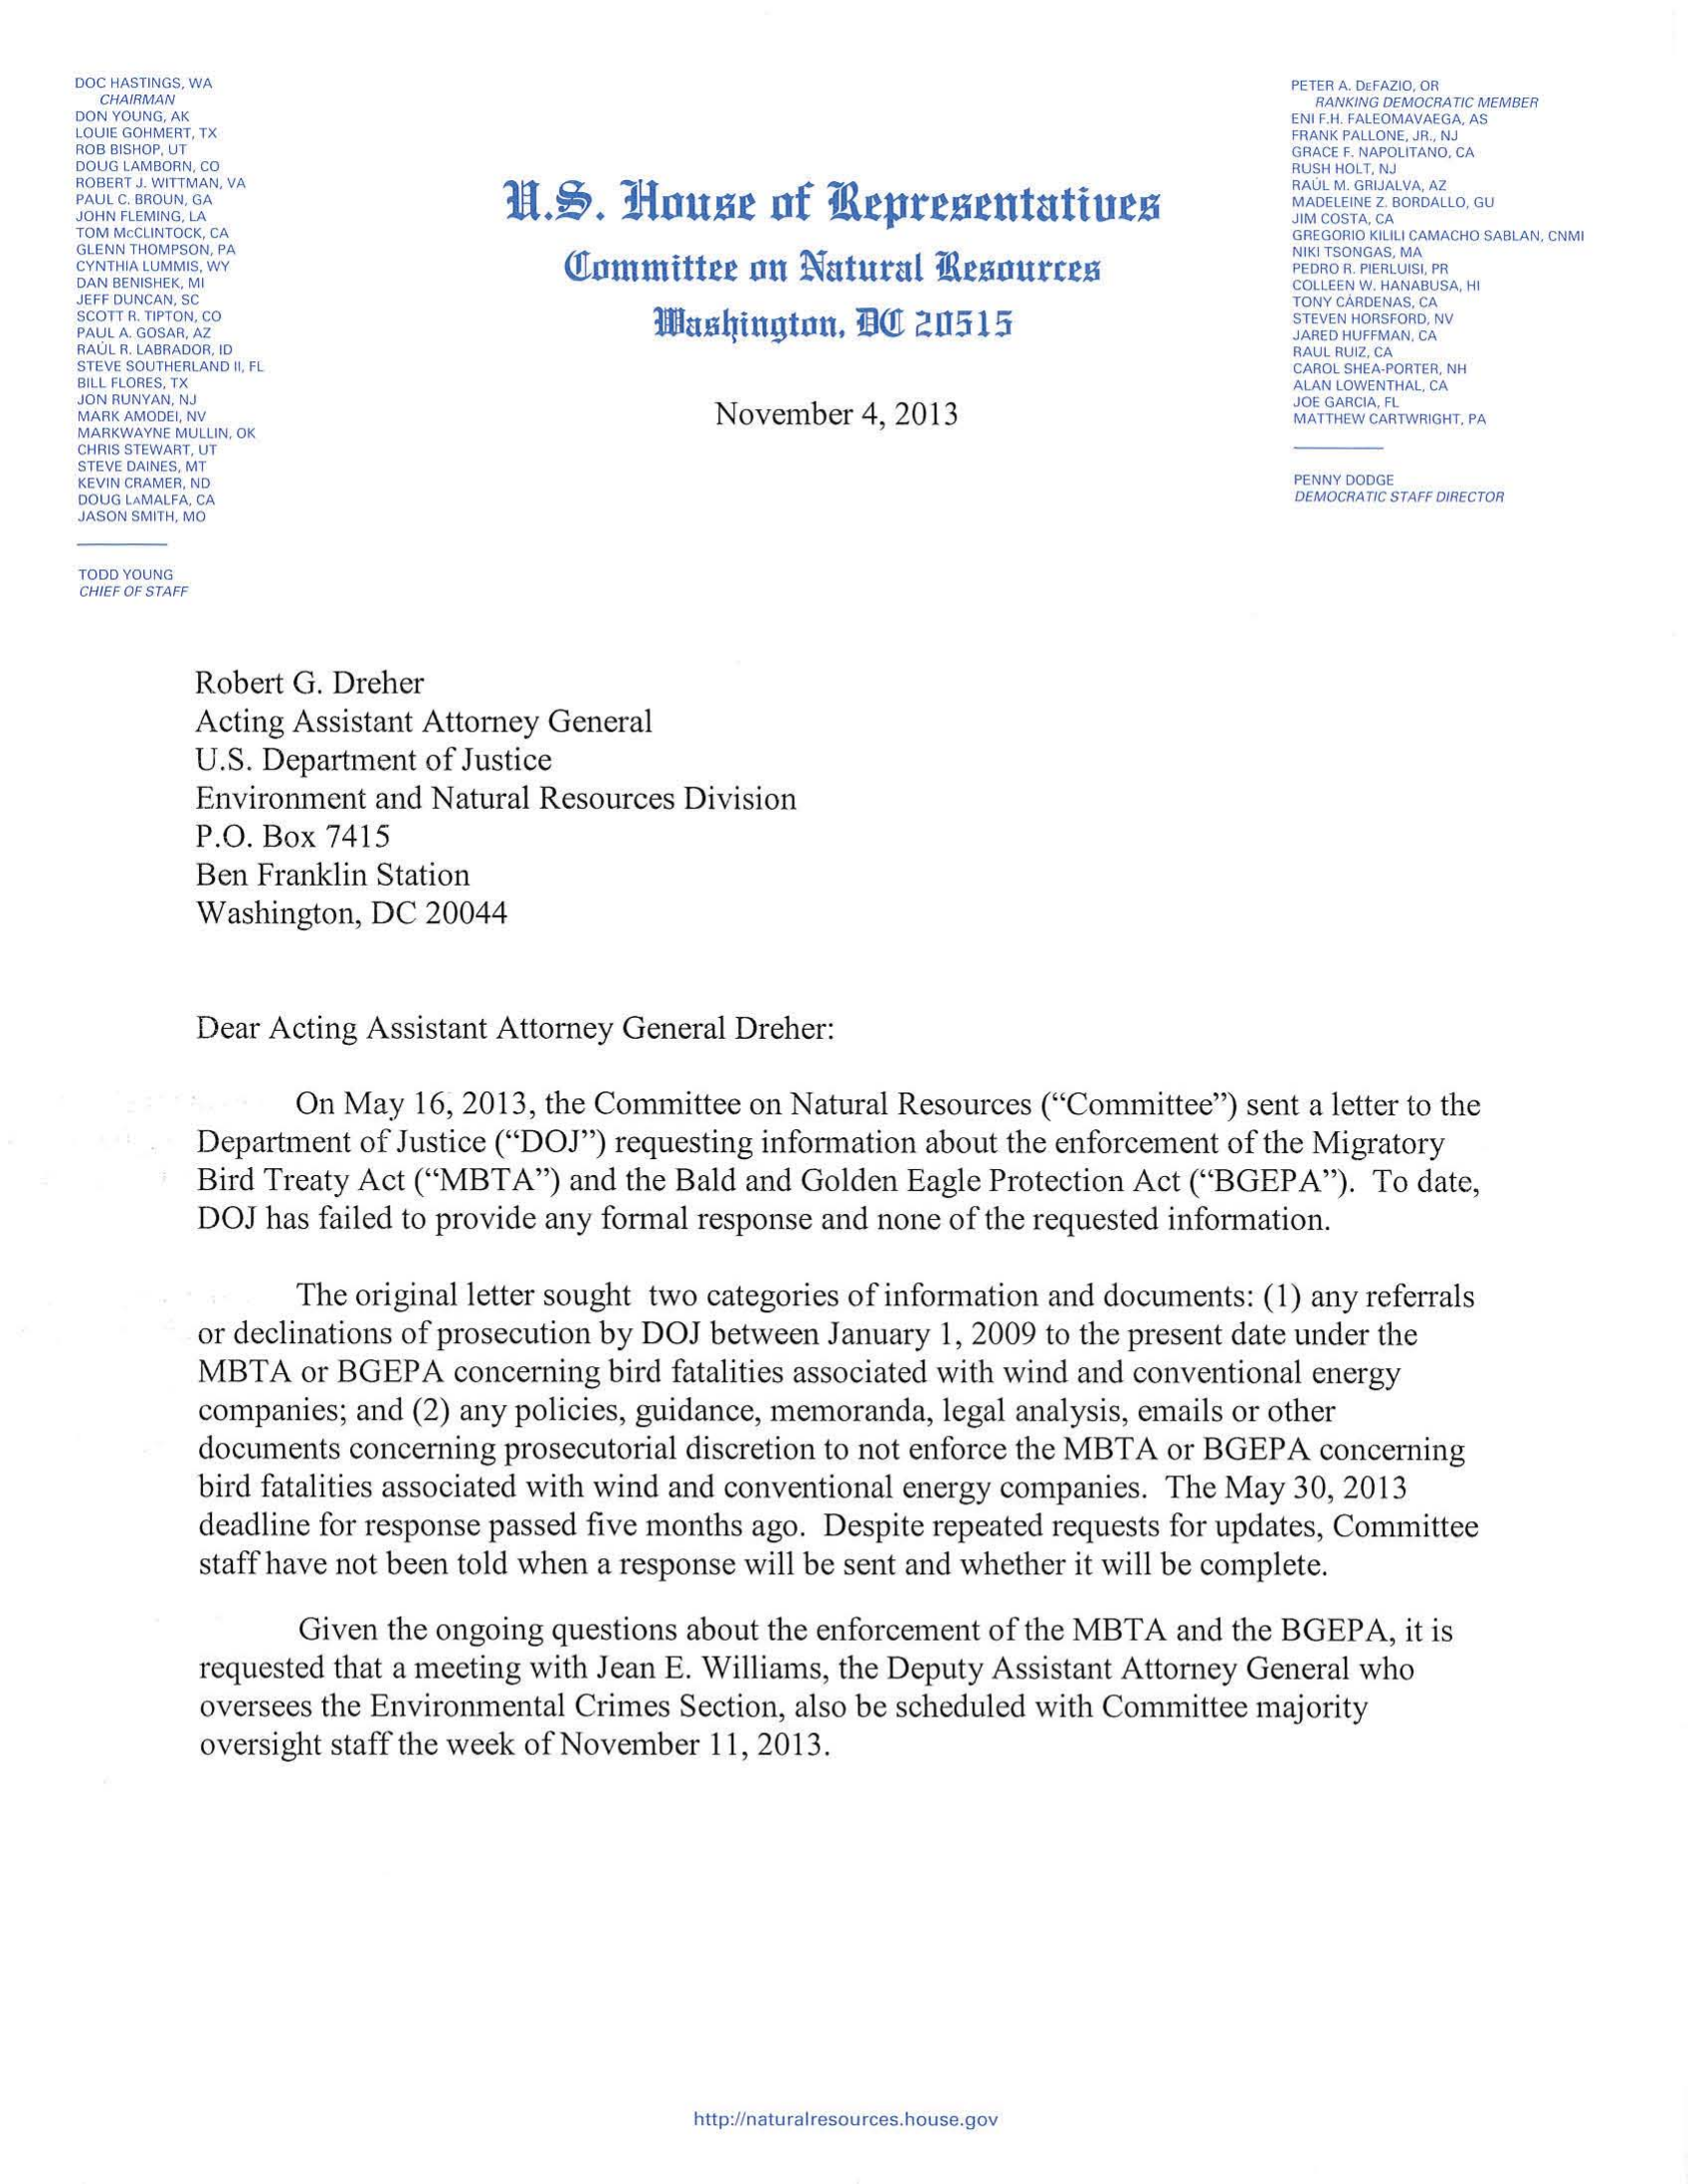 DOC HASTINGS, WA
CHAIRMAN
DON YOUNG, AK
LOUIE GOHMERT, TX
ROB BISHOP, UT
DOUG LAMBORN, CO
ROBERT J. WITTMAN, VA
PAUL C. BROUN, GA
JOHN FLEMING, LA
TOM McCLINTOCK, CA
GLENN THOMPSON, PA
CYNTHIA LUMMIS, WY
DAN BENISHEK, MI
JEFF DUNCAN, SC
SCOTT R. TIPTON, CO
PAUL A. GOSAR, AZ
RAÚL R. LABRADOR, ID
STEVE SOUTHERLAND II, FL
BILL FLORES, TX
JON RUNYAN, NJ
MARK AMODEI, NV
MARKWAYNE MULLIN, OK
CHRIS STEWART, UT
STEVE DAINES, MT
KEVIN CRAMER, ND
DOUG LAMALFA, CA
JASON SMITH, MO
TODD YOUNG
CHIEF OF STAFF
U.S. House of Representatives
Committee on Natural Resources
Washington, DC 20515
November 4, 2013
PETER A. DeFAZIO, OR
RANKING DEMOCRATIC MEMBER
ENI F.H. FALEOMAVAEGA, AS
FRANK PALLONE, JR., NJ
GRACE F. NAPOLITANO, CA
RUSH HOLT, NJ
RAÚL M. GRIJALVA, AZ
MADELEINE Z. BORDALLO, GU
JIM COSTA, CA
GREGORIO KILILI CAMACHO SABLAN, CNMI
NIKI TSONGAS, MA
PEDRO R. PIERLUISI, PR
COLLEEN W. HANABUSA, HI
TONY CÁRDENAS, CA
STEVEN HORSFORD, NV
JARED HUFFMAN, CA
RAUL RUIZ, CA
CAROL SHEA-PORTER, NH
ALAN LOWENTHAL, CA
JOE GARCIA, FL
MATTHEW CARTWRIGHT, PA
PENNY DODGE
DEMOCRATIC STAFF DIRECTOR
Robert G. Dreher
Acting Assistant Attorney General
U.S. Department of Justice
Environment and Natural Resources Division
P.O. Box 7415
Ben Franklin Station
Washington, DC 20044
Dear Acting Assistant Attorney General Dreher:
On May 16, 2013, the Committee on Natural Resources (“Committee”) sent a letter to the
Department of Justice (“DOJ”) requesting information about the enforcement of the Migratory
Bird Treaty Act (“MBTA”) and the Bald and Golden Eagle Protection Act (“BGEPA”).  To date,
DOJ has failed to provide any formal response and none of the requested information.
The original letter sought  two categories of information and documents: (1) any referrals
or declinations of prosecution by DOJ between January 1, 2009 to the present date under the
MBTA or BGEPA concerning bird fatalities associated with wind and conventional energy
companies; and (2) any policies, guidance, memoranda, legal analysis, emails or other
documents concerning prosecutorial discretion to not enforce the MBTA or BGEPA concerning
bird fatalities associated with wind and conventional energy companies.  The May 30, 2013
deadline for response passed five months ago.  Despite repeated requests for updates, Committee
staff have not been told when a response will be sent and whether it will be complete.
Given the ongoing questions about the enforcement of the MBTA and the BGEPA, it is
requested that a meeting with Jean E. Williams, the Deputy Assistant Attorney General who
oversees the Environmental Crimes Section, also be scheduled with Committee majority
oversight staff the week of November 11, 2013.
http://naturalresources.house.gov